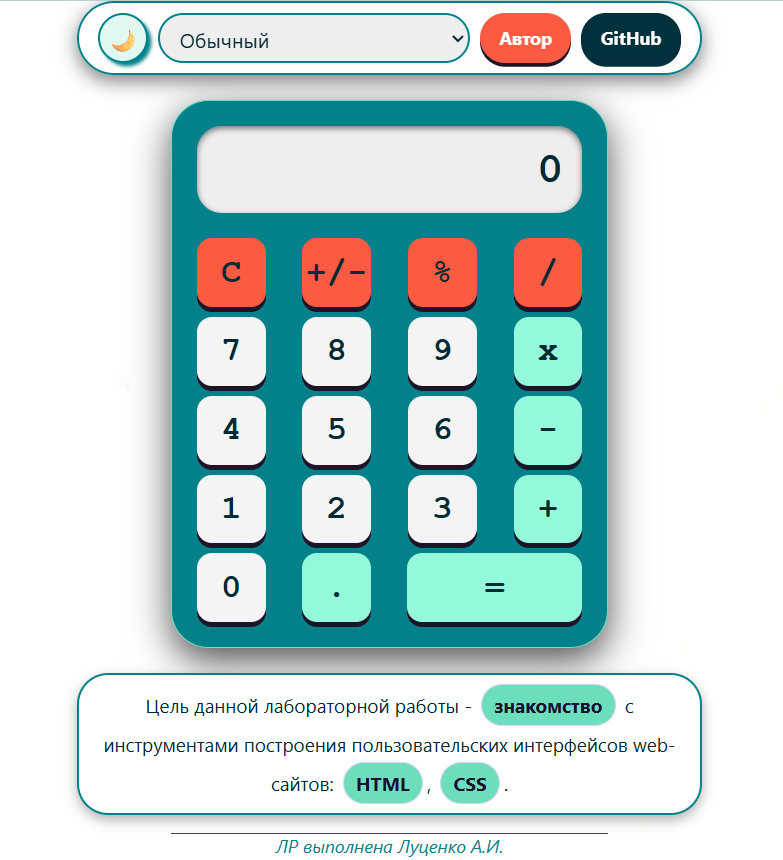 Обычный Автор GitHub
0
C +/- % /
7 8 9 x
4 5 6 -
1 2 3 +
0 . =
Цель данной лабораторной работы - знакомство с
инструментами построения пользовательских интерфейсов web-
сайтов: HTML , CSS .
ЛР выполнена Луценко А.И.